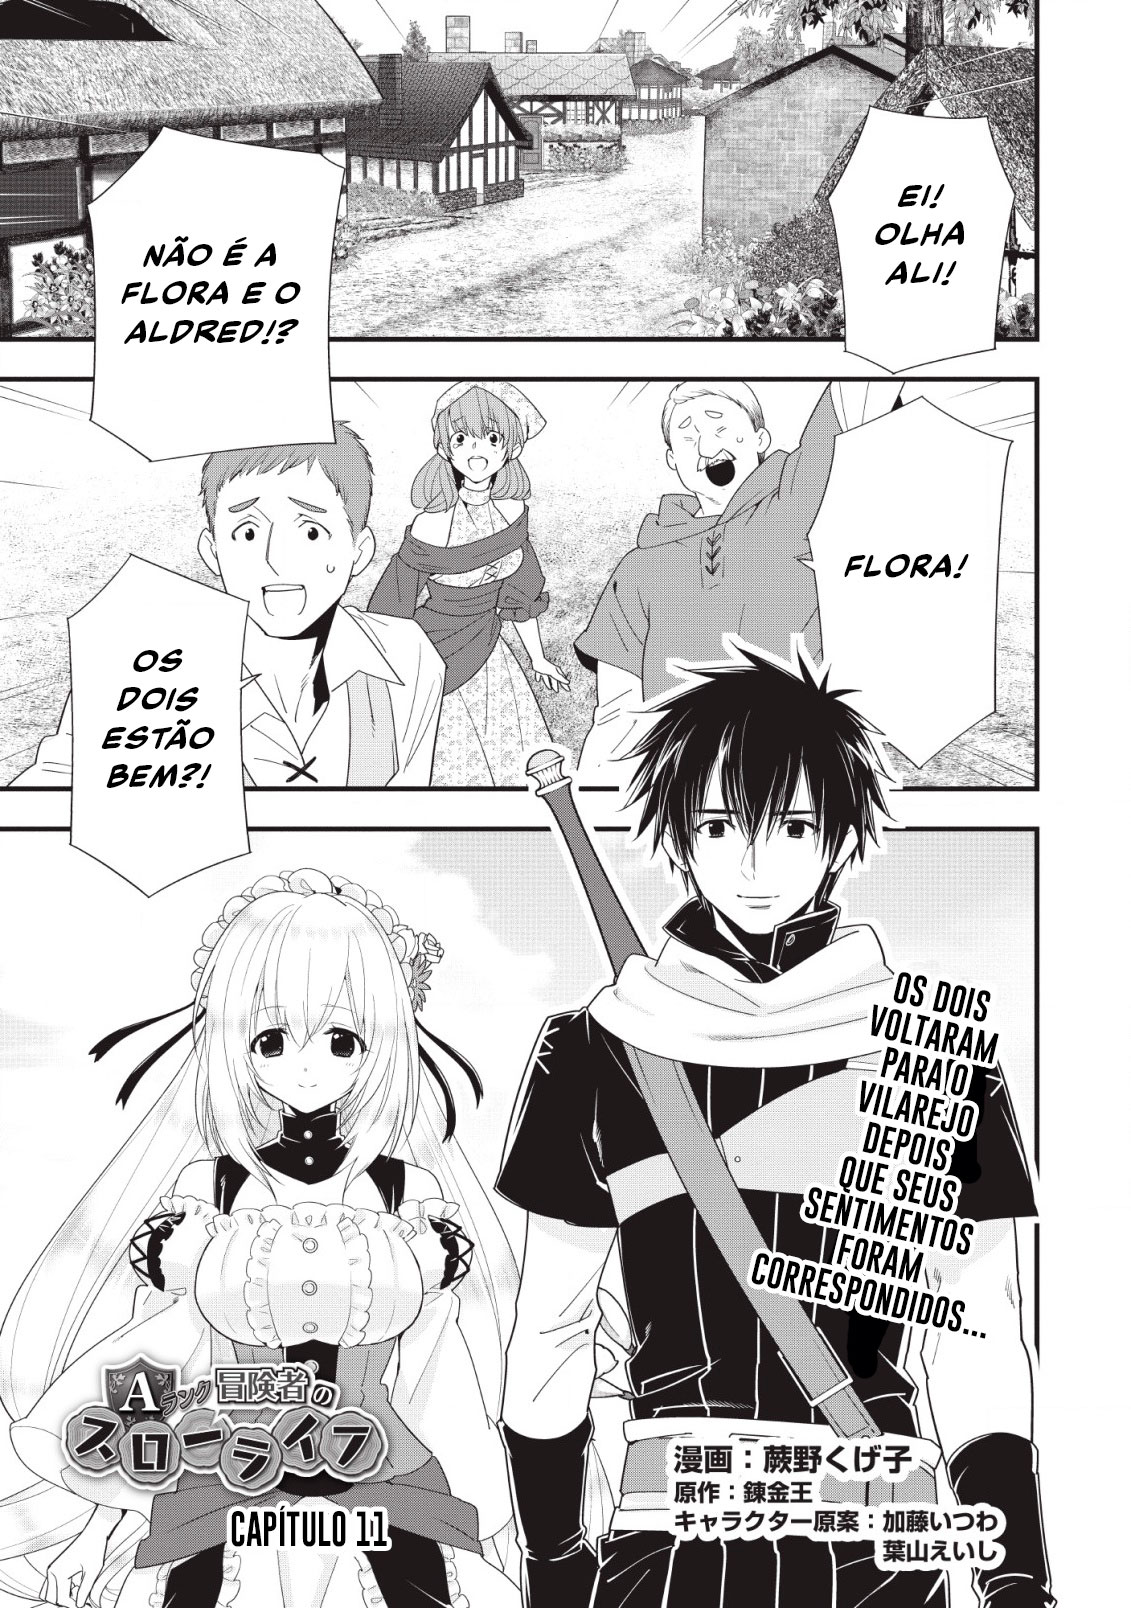 EI!
OLHA
ALI!
NÃO É A
FLORA E O
ALDRED!?
FLORA!
OS
DOIS
ESTÃO
BEM?!
OS DOIS
VOLTARAM
PARA O
VILAREJO
DEPOIS
QUE SEUS
SENTIMENTOS
FORAM
CORRESPONDIDOS...
Aランク冒険者の
スローライフ
CAPÍTULO 11
漫画：蕨野くげ子
原作：錬金王
キャラクター原案：加藤いつわ
葉山えいし